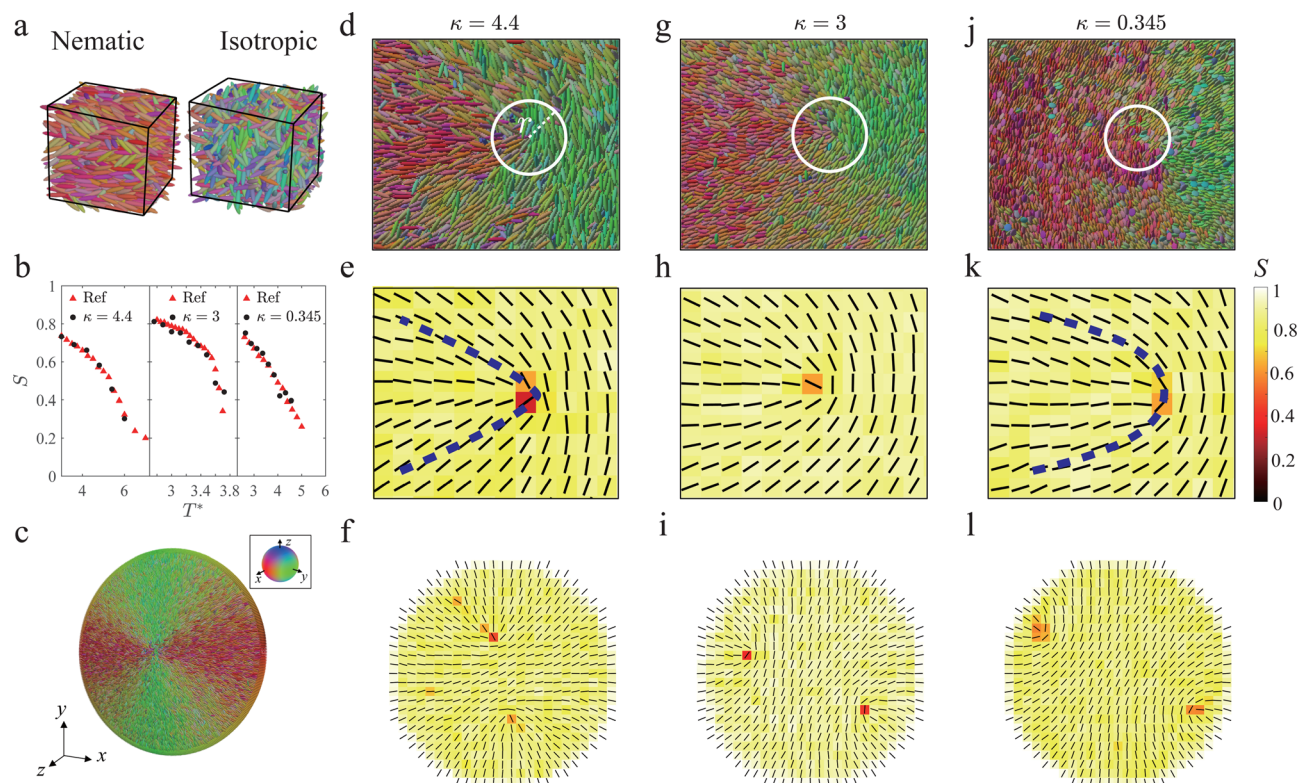 a
Nematic
Isotropic
b
S
1
0.8
0.6
0.4
0.2
0
Ref
κ = 4.4
Ref
κ = 3
Ref
κ = 0.345
4
6
3
3.4
3.8
3
4
5
6
T*
c
z
x
y
y
z
x
d
κ = 4.4
r
e
f
g
κ = 3
h
i
j
κ = 0.345
k
l
S
1
0.8
0.6
0.4
0.2
0